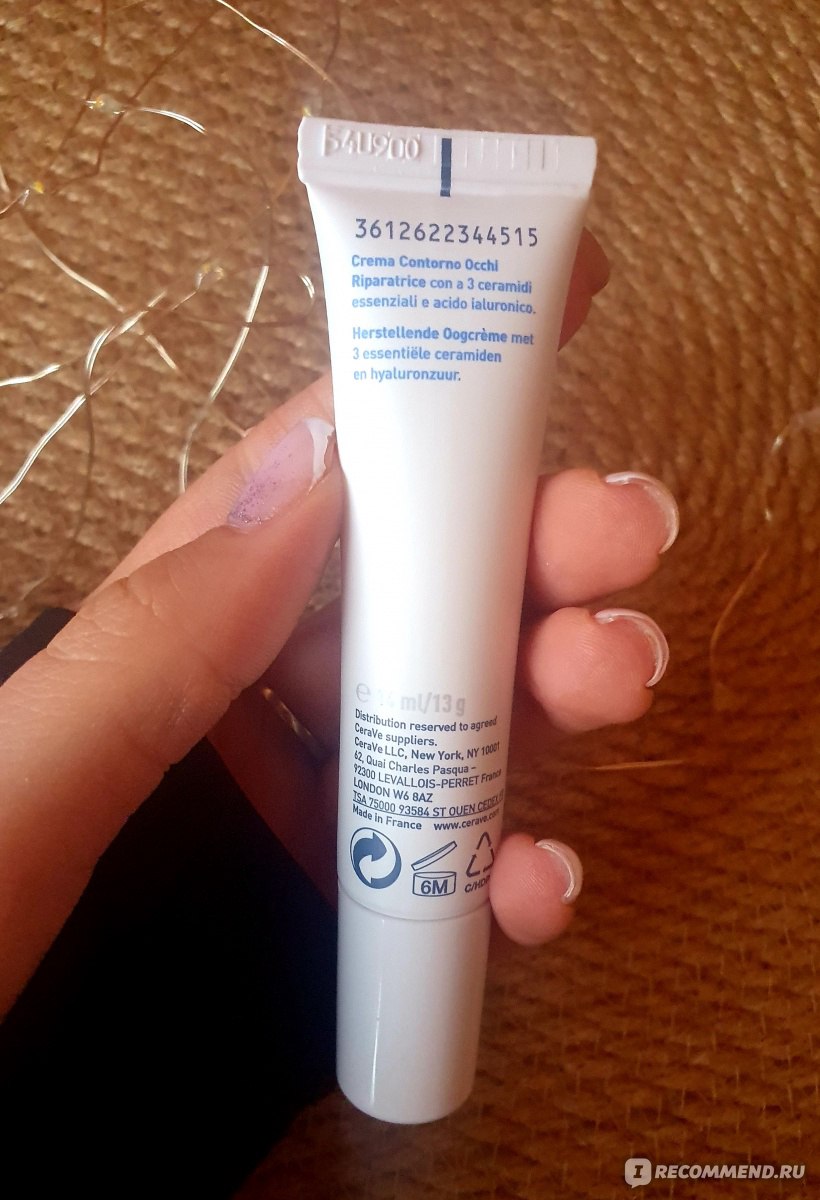 54U900
3612622344515
Crema Contorno Occhi
Riparatrice con a 3 ceramidi
essenziali e acido ialuronico.
Herstellende Oogcrème met
3 essentiële ceramiden
en hyaluronzuur.
℮ ml/13 g
Distribution reserved to agreed
CeraVe suppliers.
CeraVe LLC, New York, NY 10001
62, Quai Charles Pasqua –
92300 LEVALLOIS-PERRET France
LONDON W6 8AZ
TSA 75000 93584 ST OUEN CEDEX
Made in France www.cerave.com
6M
IRECOMMEND.RU